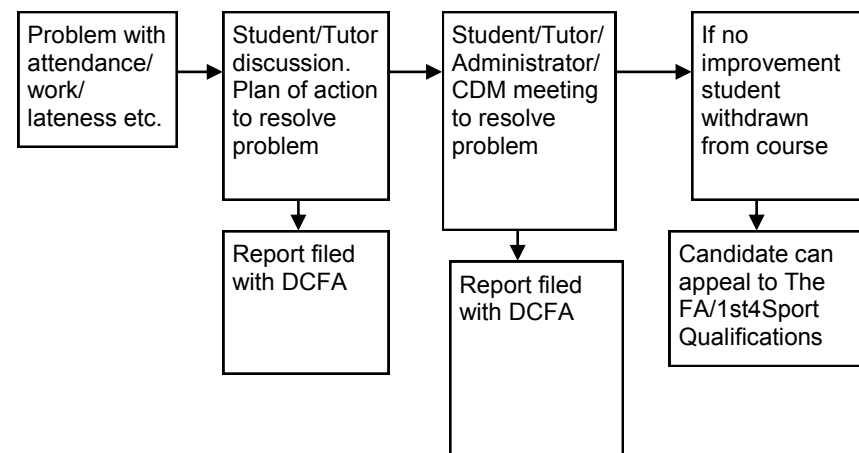 Problem with
attendance/
work/
lateness etc.
Student/Tutor
discussion.
Plan of action
to resolve
problem
Student/Tutor/
Administrator/
CDM meeting
to resolve
problem
If no
improvement
student
withdrawn
from course
Report filed
with DCFA
Report filed
with DCFA
Candidate can
appeal to The
FA/1st4Sport
Qualifications